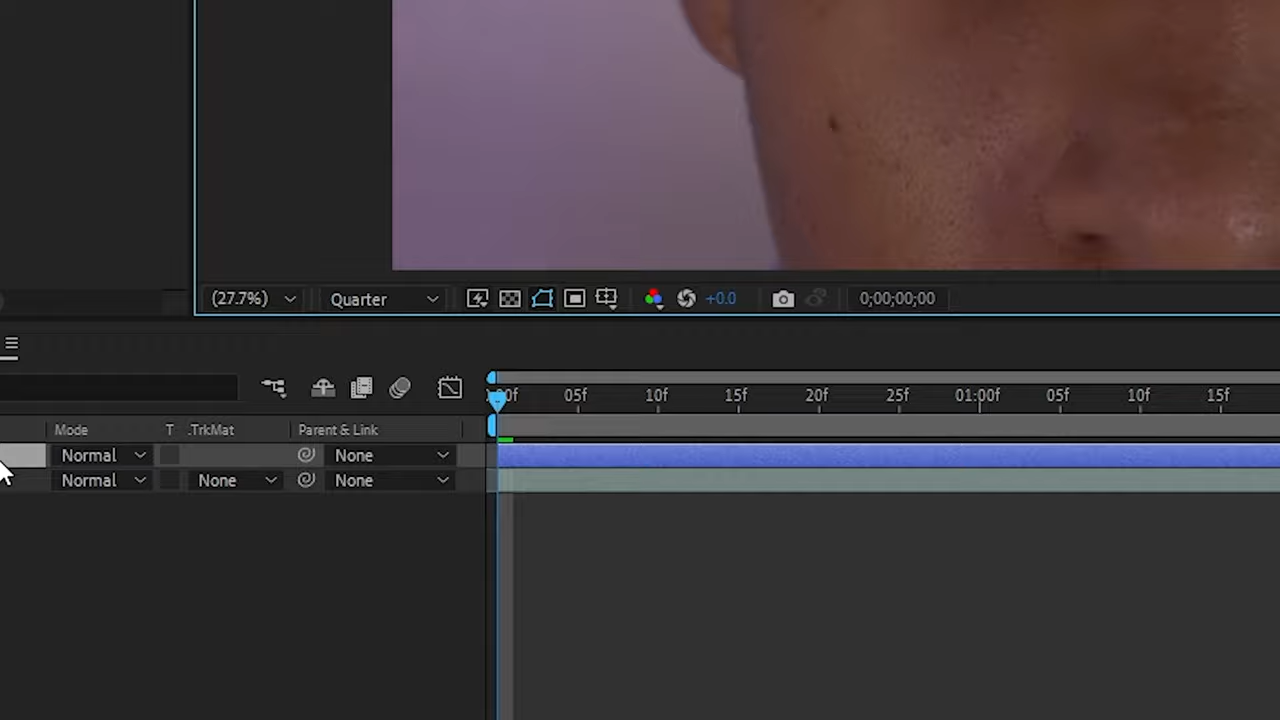 (27.7%) Quarter +0.0 0;00;00;00
:00f 05f 10f 15f 20f 25f 01:00f 05f 10f 15f
Mode T .TrkMat Parent & Link
Normal None
Normal None None